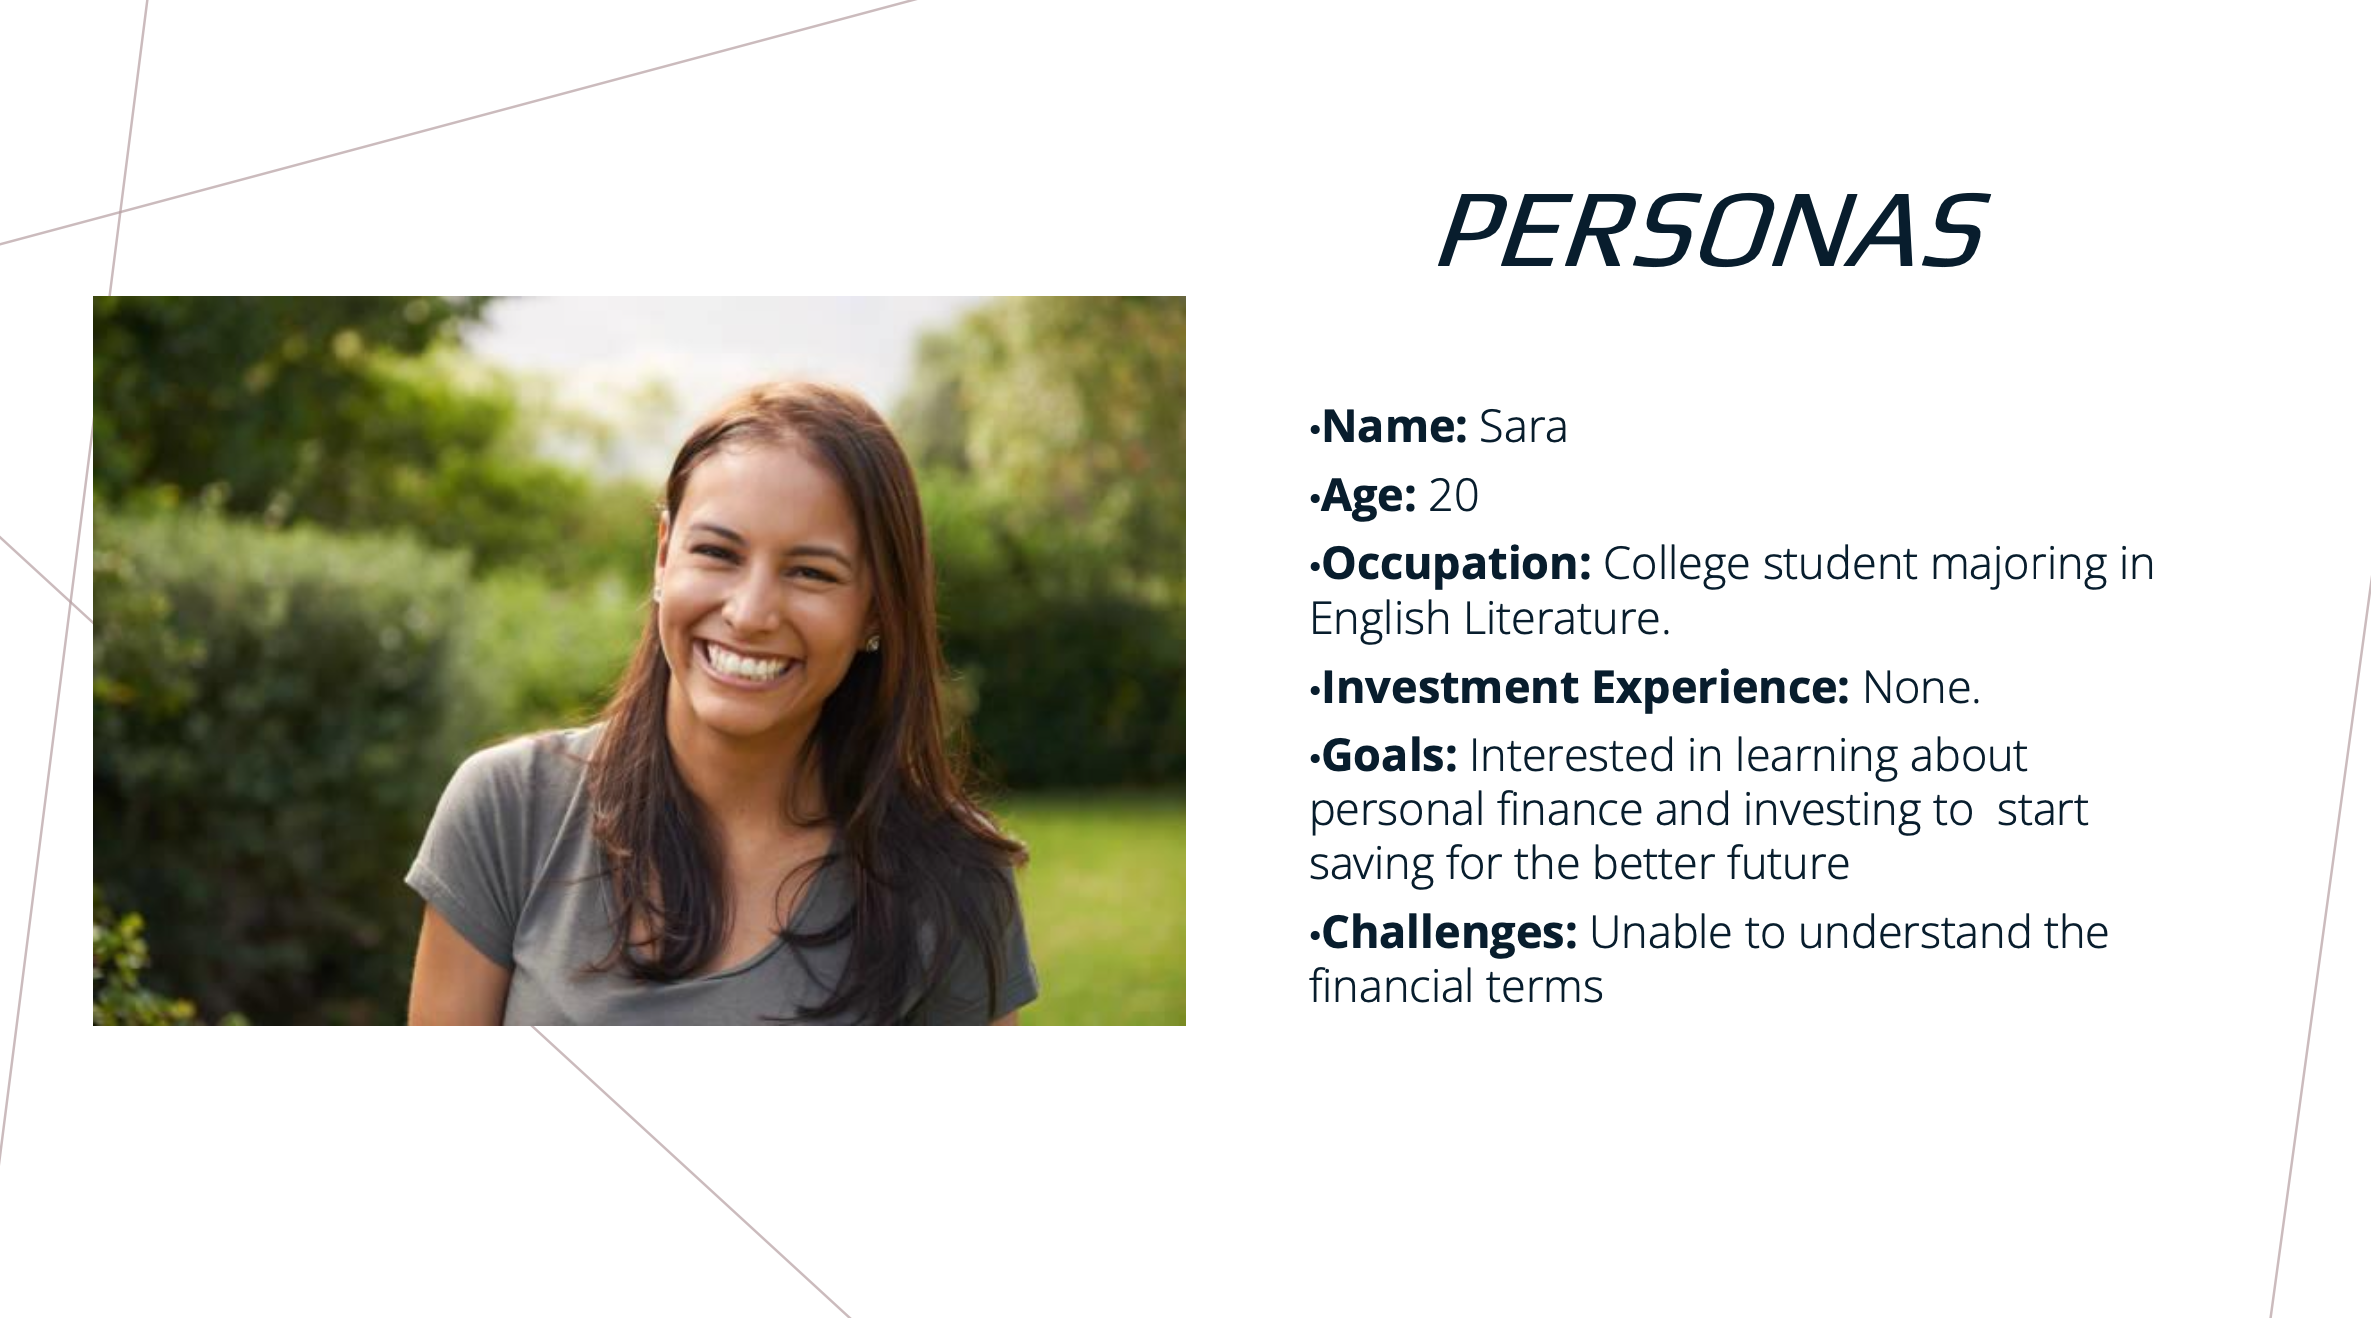 PERSONAS
•Name: Sara
•Age: 20
•Occupation: College student majoring in
English Literature.
•Investment Experience: None.
•Goals: Interested in learning about
personal finance and investing to  start
saving for the better future
•Challenges: Unable to understand the
financial terms